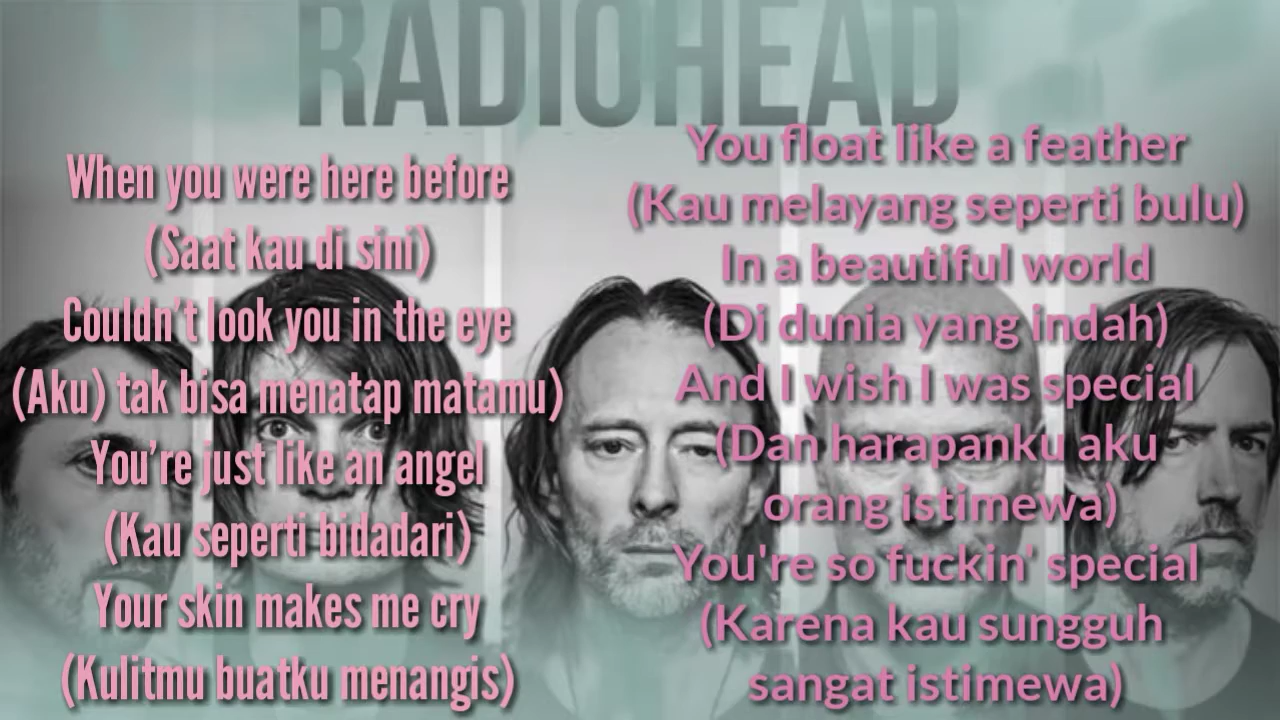 RADIOHEAD
When you were here before
(Saat kau di sini)
Couldn't look you in the eye
(Aku) tak bisa menatap matamu)
You’re just like an angel
(Kau seperti bidadari)
Your skin makes me cry
(Kulitmu buatku menangis)
You float like a feather
(Kau melayang seperti bulu)
In a beautiful world
(Di dunia yang indah)
And I wish I was special
(Dan harapanku aku
orang istimewa)
You're so fuckin' special
(Karena kau sungguh
sangat istimewa)